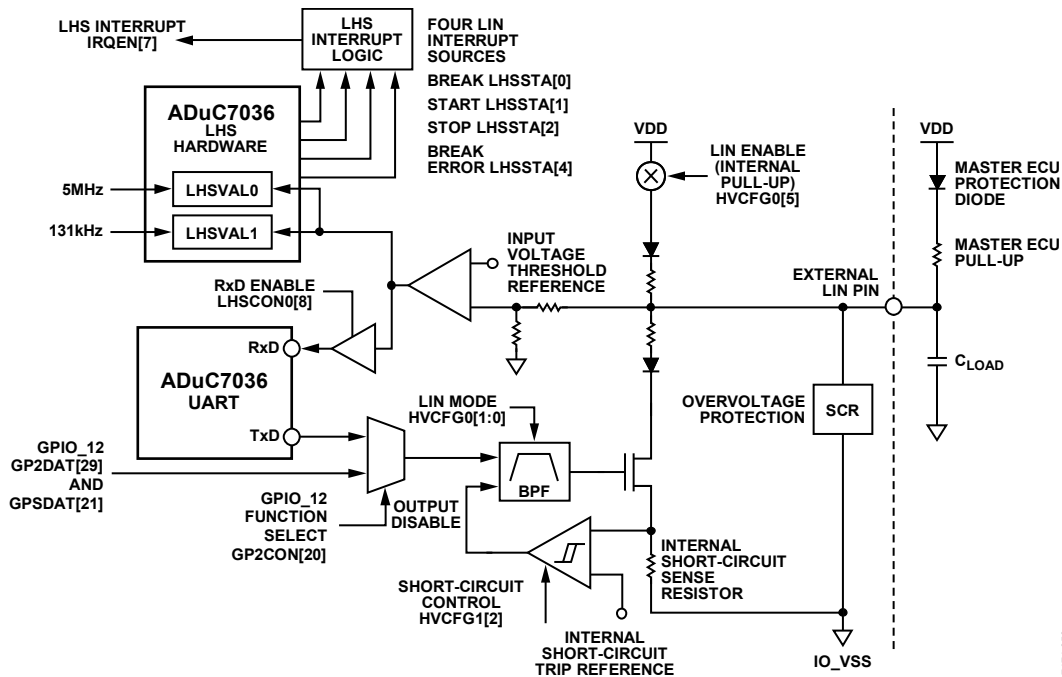 LHS INTERRUPT
IRQEN[7]
LHS
INTERRUPT
LOGIC
FOUR LIN
INTERRUPT
SOURCES
BREAK LHSSTA[0]
START LHSSTA[1]
STOP LHSSTA[2]
BREAK
ERROR LHSSTA[4]
ADuC7036
LHS
HARDWARE
5MHz
LHSVAL0
131kHz
LHSVAL1
VDD
LIN ENABLE
(INTERNAL
PULL-UP)
HVCFG0[5]
VDD
MASTER ECU
PROTECTION
DIODE
MASTER ECU
PULL-UP
INPUT
VOLTAGE
THRESHOLD
REFERENCE
EXTERNAL
LIN PIN
RxD ENABLE
LHSCON0[8]
RxD
ADuC7036
UART
TxD
CLOAD
OVERVOLTAGE
PROTECTION
SCR
LIN MODE
HVCFG0[1:0]
BPF
GPIO_12
GP2DAT[29]
AND
GPSDAT[21]
GPIO_12
FUNCTION
SELECT
GP2CON[20]
OUTPUT
DISABLE
SHORT-CIRCUIT
CONTROL
HVCFG1[2]
INTERNAL
SHORT-CIRCUIT
SENSE
RESISTOR
INTERNAL
SHORT-CIRCUIT
TRIP REFERENCE
IO_VSS